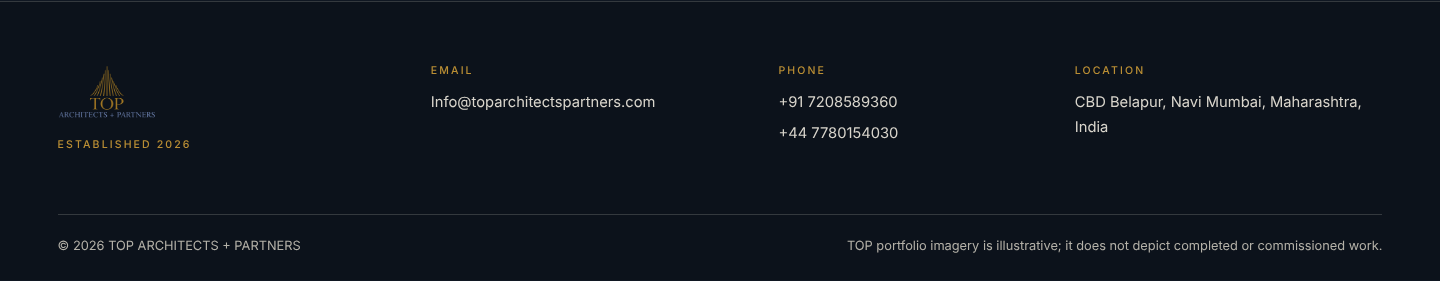 TOP
ARCHITECTS + PARTNERS
ESTABLISHED 2026
EMAIL
Info@toparchitectspartners.com
PHONE
+91 7208589360
+44 7780154030
LOCATION
CBD Belapur, Navi Mumbai, Maharashtra,
India
© 2026 TOP ARCHITECTS + PARTNERS
TOP portfolio imagery is illustrative; it does not depict completed or commissioned work.